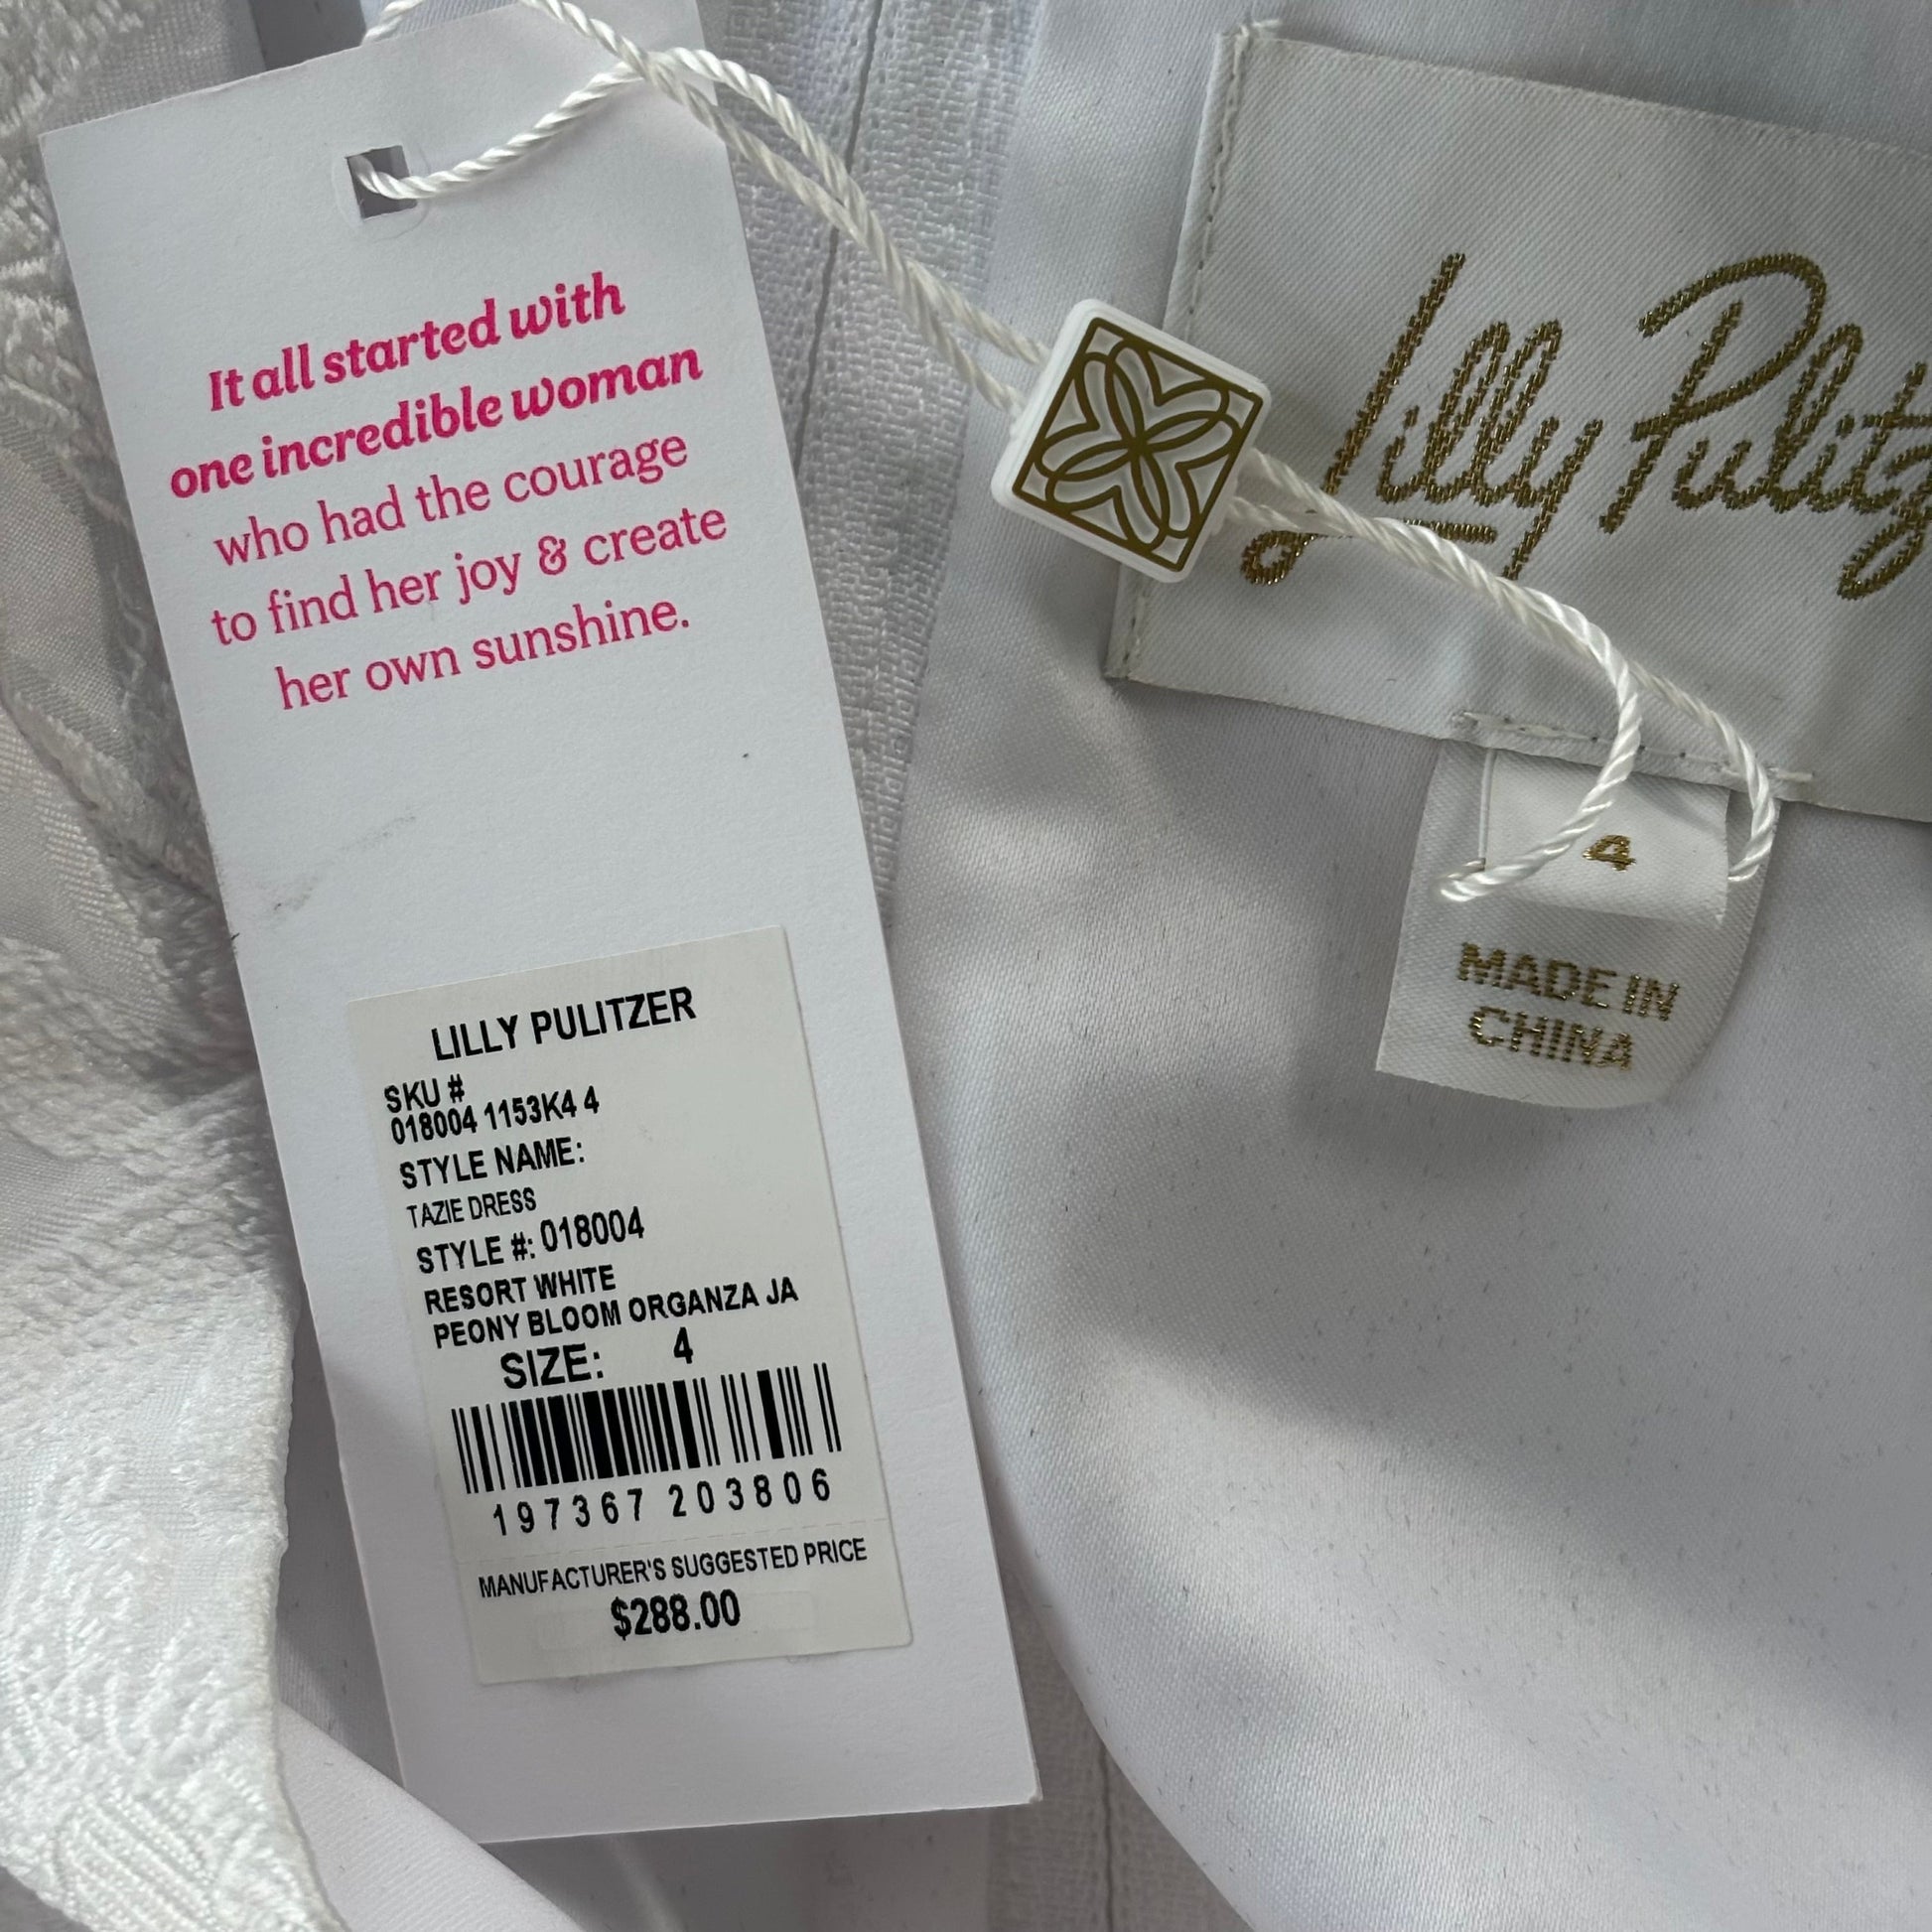 It all started with
one incredible woman
who had the courage
to find her joy & create
her own sunshine.
LILLY PULITZER
SKU #
018004 1153K4 4
STYLE NAME:
TAZIE DRESS
STYLE #: 018004
RESORT WHITE
PEONY BLOOM ORGANZA JA
SIZE: 4
197367 203806
MANUFACTURER'S SUGGESTED PRICE
$288.00
Lilly Pulitz
4
MADE IN
CHINA